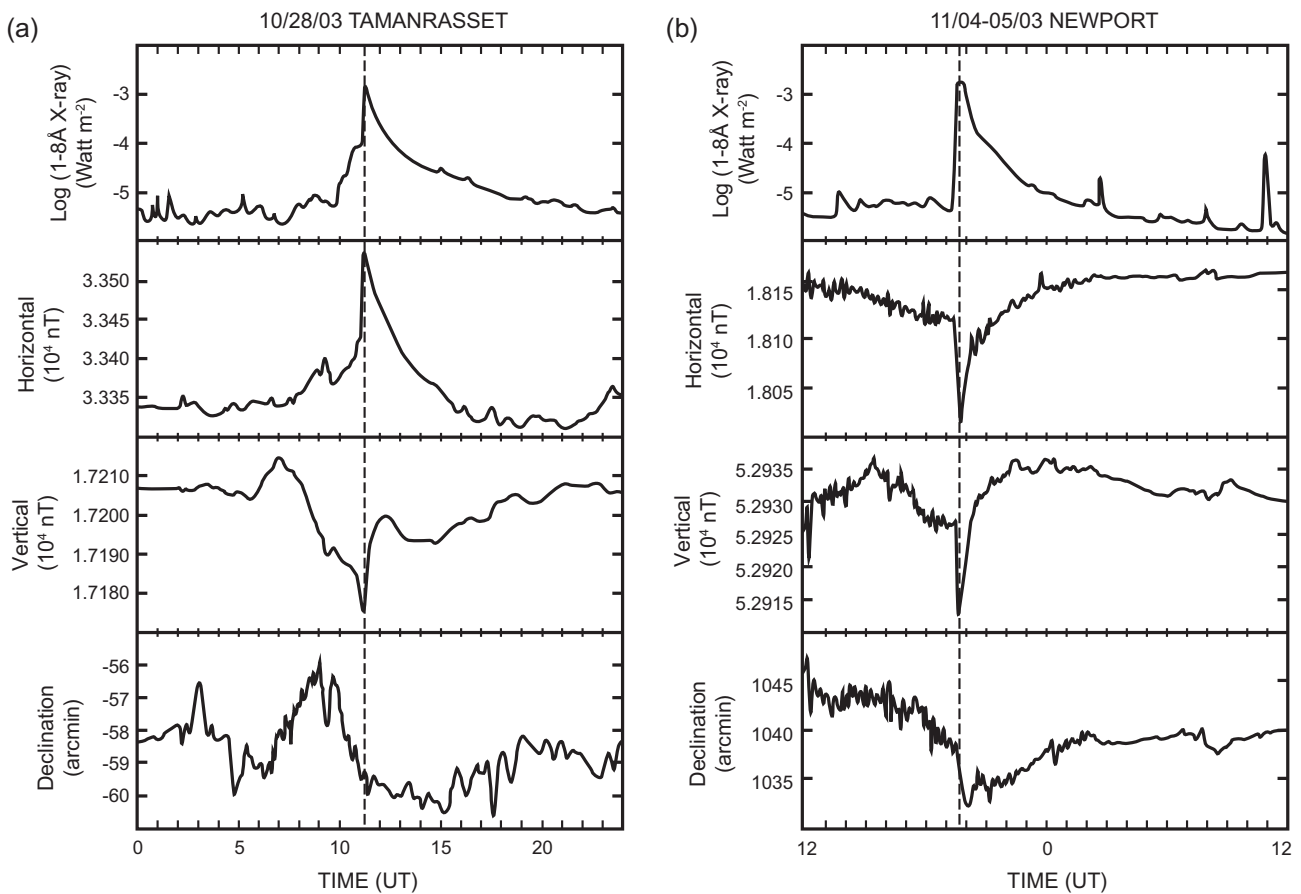 (a)
10/28/03 TAMANRASSET
Log (1-8Å X-ray)
(Watt m-2)
-3
-4
-5
Horizontal
(10⁴ nT)
3.350
3.345
3.340
3.335
Vertical
(10⁴ nT)
1.7210
1.7200
1.7190
1.7180
Declination
(arcmin)
-56
-57
-58
-59
-60
0
5
10
15
20
TIME (UT)
(b)
11/04-05/03 NEWPORT
Log (1-8Å X-ray)
(Watt m-2)
-3
-4
-5
Horizontal
(10⁴ nT)
1.815
1.810
1.805
Vertical
(10⁴ nT)
5.2935
5.2930
5.2925
5.2920
5.2915
Declination
(arcmin)
1045
1040
1035
12
0
12
TIME (UT)